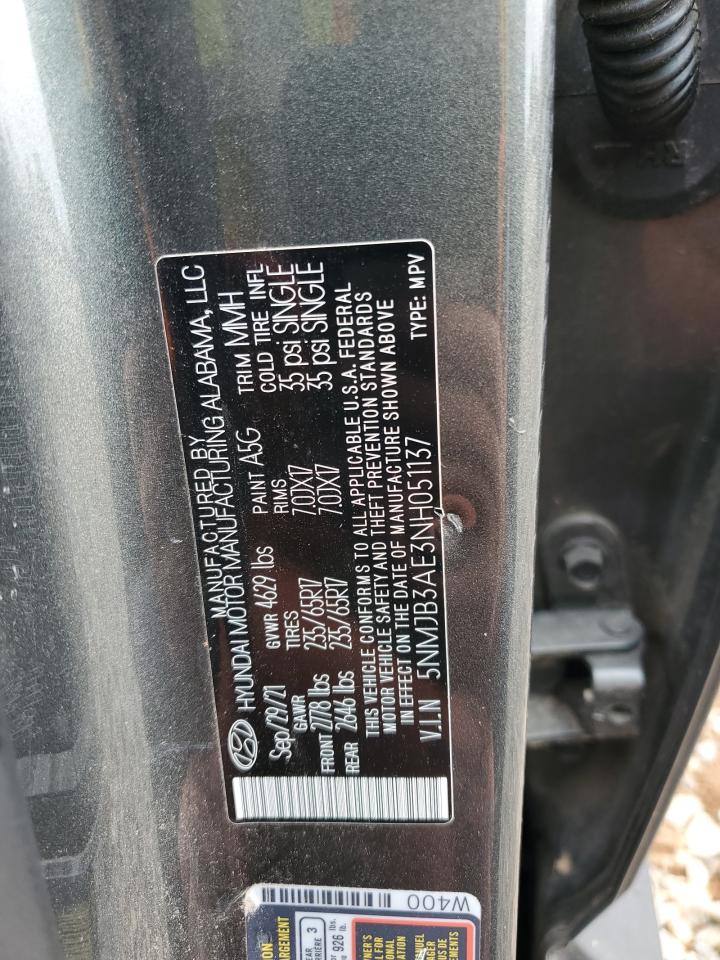 MANUFACTURED BY
HYUNDAI MOTOR MANUFACTURING ALABAMA, LLC
Sep/29/21 GVWR 4629 lbs PAINT A5G TRIM MMH
GAWR TIRES RIMS COLD TIRE INFL
FRONT 2778 lbs 235/65R17 7.0JX17 35 psi SINGLE
REAR 2646 lbs 235/65R17 7.0JX17 35 psi SINGLE
THIS VEHICLE CONFORMS TO ALL APPLICABLE U.S.A. FEDERAL
MOTOR VEHICLE SAFETY AND THEFT PREVENTION STANDARDS
IN EFFECT ON THE DATE OF MANUFACTURE SHOWN ABOVE
V.I.N 5NMJB3AE3NH051137 TYPE: MPV
W400
3
926 lb.